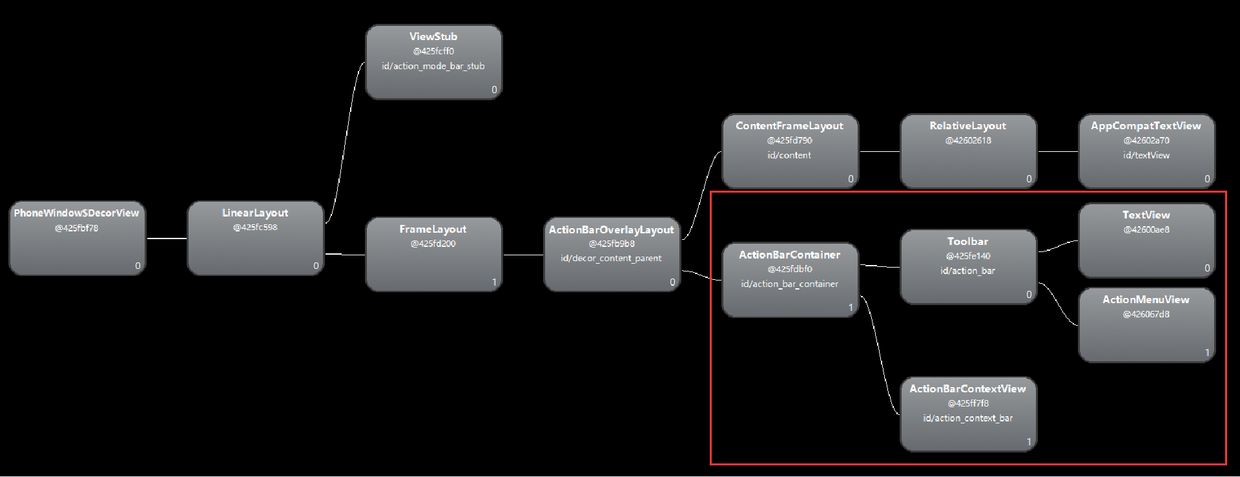 ViewStub
@425fcff0
id/action_mode_bar_stub
0
ContentFrameLayout
@425fd790
id/content
0
RelativeLayout
@42602618
0
AppCompatTextView
@42602a70
id/textView
0
PhoneWindow$DecorView
@425fbf78
0
LinearLayout
@425fc598
0
FrameLayout
@425fd200
1
ActionBarOverlayLayout
@425fb9b8
id/decor_content_parent
0
ActionBarContainer
@425fdbf0
id/action_bar_container
1
Toolbar
@425fe140
id/action_bar
0
TextView
@42600ae8
0
ActionMenuView
@426067d8
1
ActionBarContextView
@425ff7f8
id/action_context_bar
1